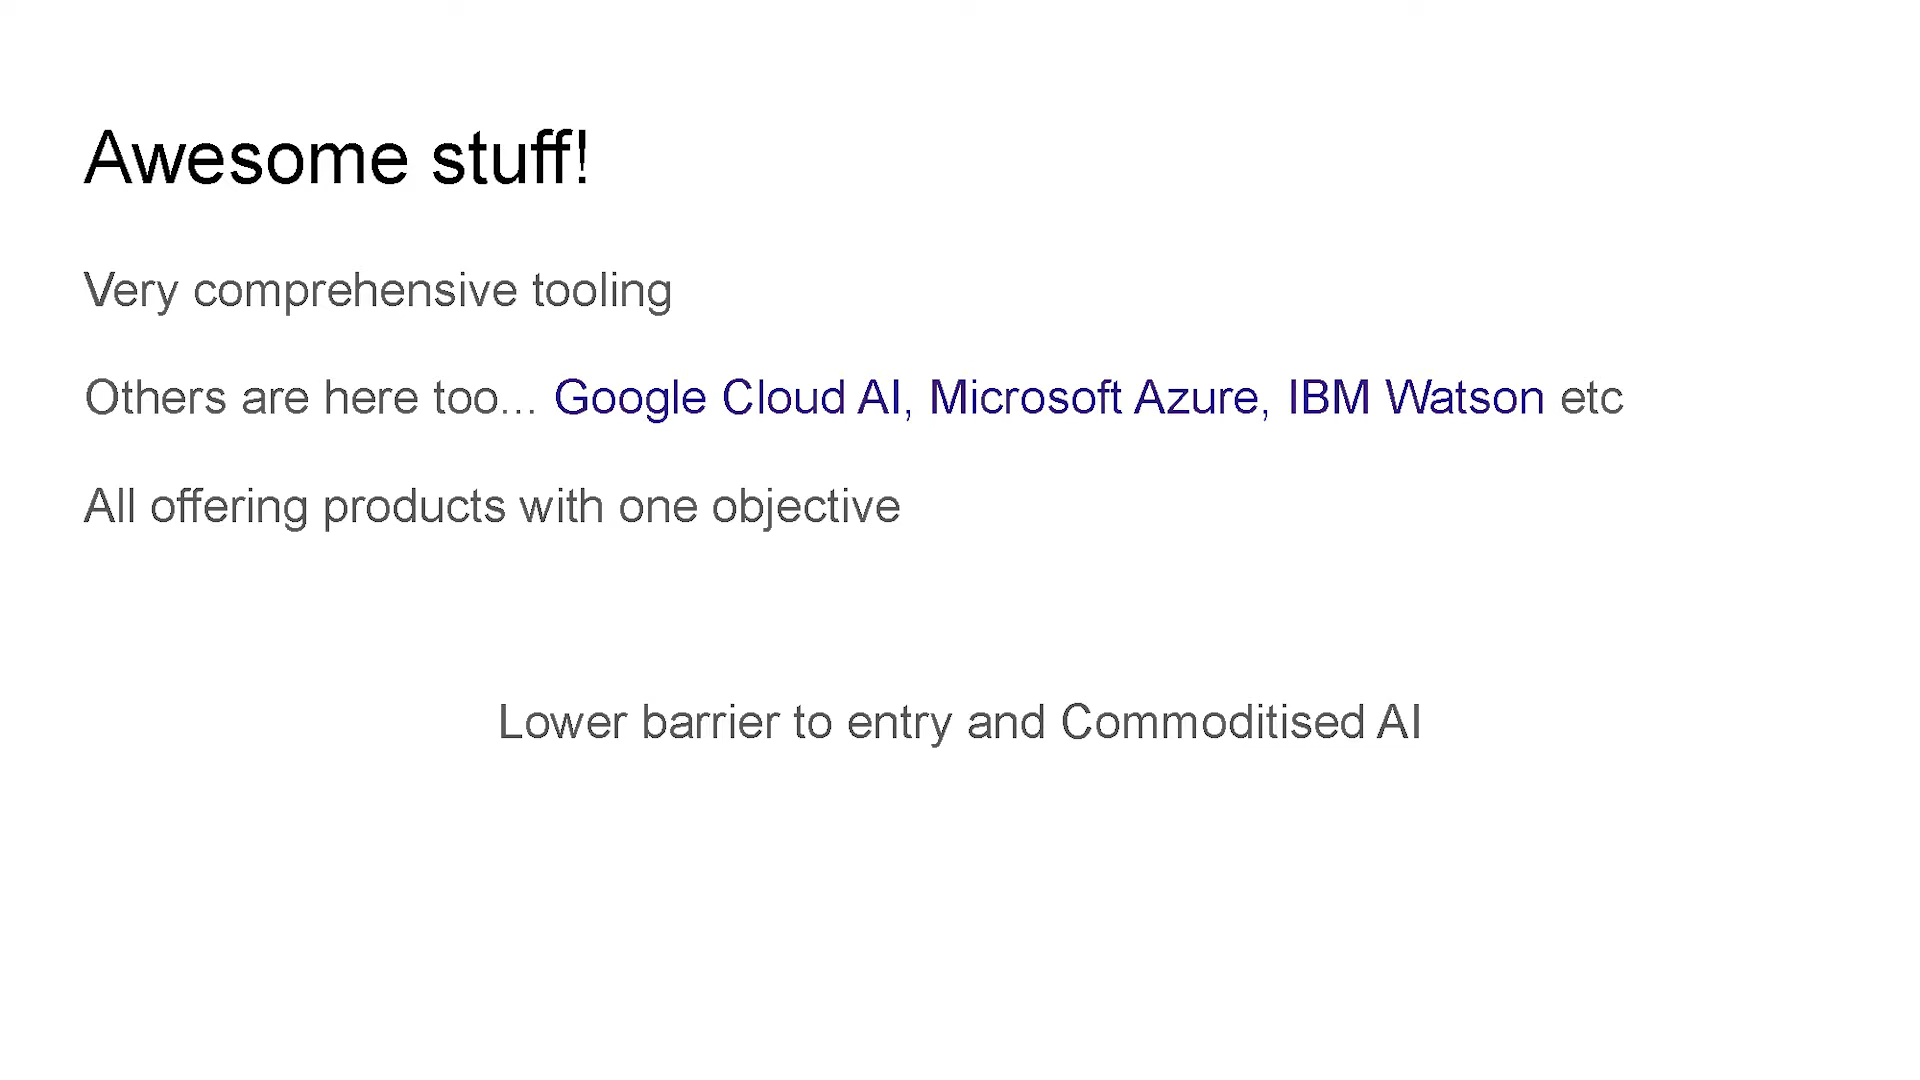 Awesome stuff!
Very comprehensive tooling
Others are here too... Google Cloud AI, Microsoft Azure, IBM Watson etc
All offering products with one objective
Lower barrier to entry and Commoditised AI